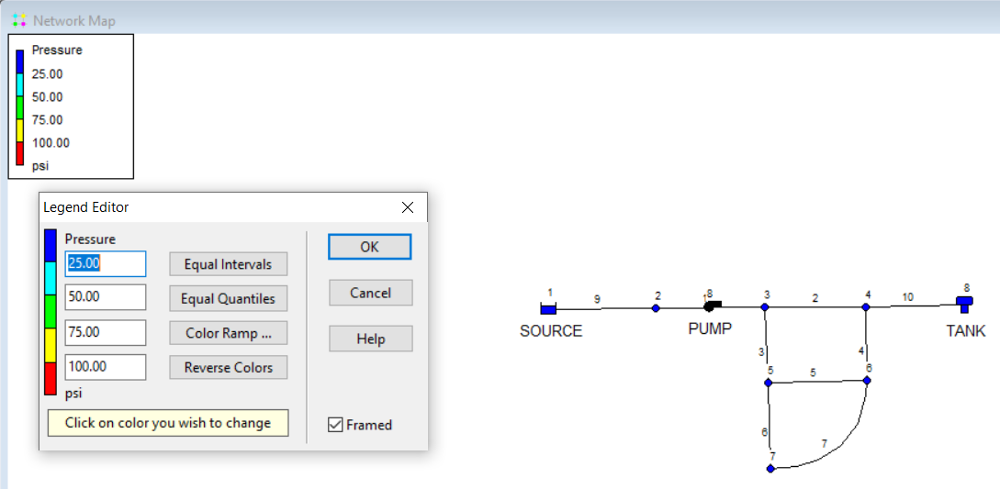 Network Map
Pressure
25.00
50.00
75.00
100.00
psi
Legend Editor
Pressure
25.00
50.00
75.00
100.00
psi
Equal Intervals
Equal Quantiles
Color Ramp ...
Reverse Colors
Click on color you wish to change
OK
Cancel
Help
Framed
1 9 2 8 3 2 4 10 8
SOURCE PUMP TANK
3 4
5 5 6
6 7
7